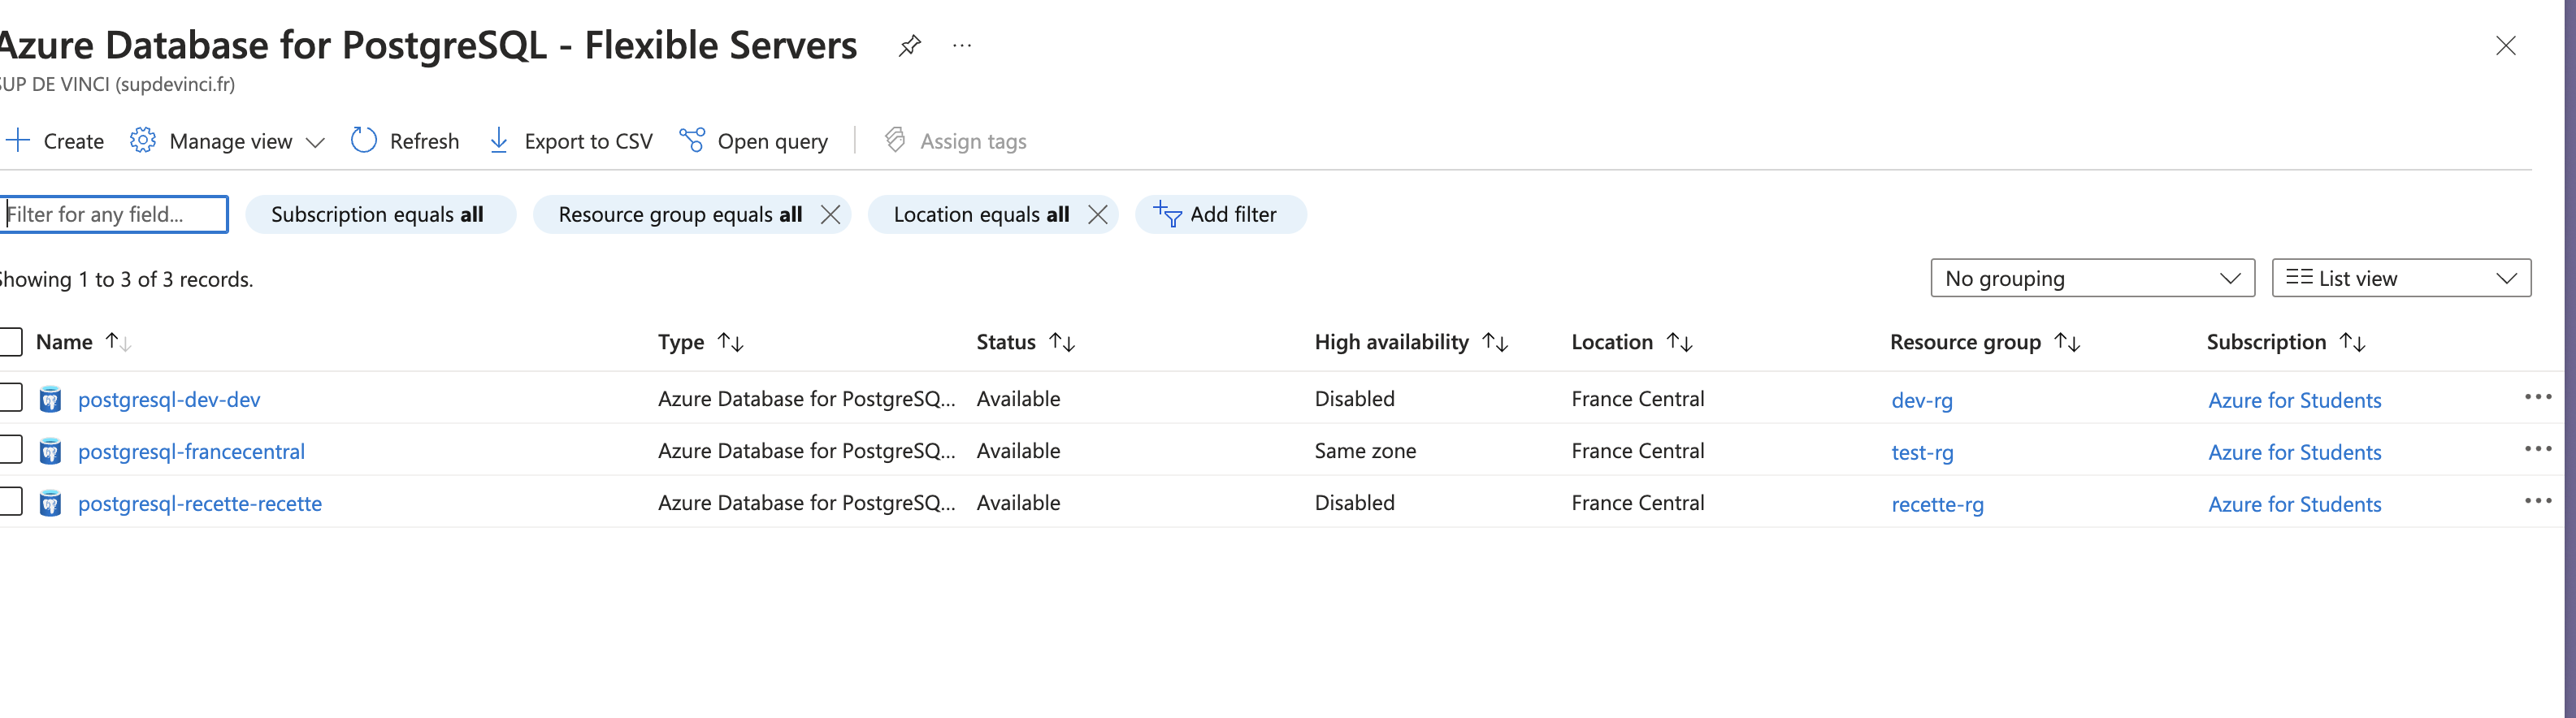 Azure Database for PostgreSQL - Flexible Servers ...
SUP DE VINCI (supdevinci.fr)
Create Manage view Refresh Export to CSV Open query Assign tags
Filter for any field... Subscription equals all Resource group equals all Location equals all Add filter
Showing 1 to 3 of 3 records. No grouping List view
Name Type Status High availability Location Resource group Subscription
postgresql-dev-dev Azure Database for PostgreSQ... Available Disabled France Central dev-rg Azure for Students ...
postgresql-francecentral Azure Database for PostgreSQ... Available Same zone France Central test-rg Azure for Students ...
postgresql-recette-recette Azure Database for PostgreSQ... Available Disabled France Central recette-rg Azure for Students ...